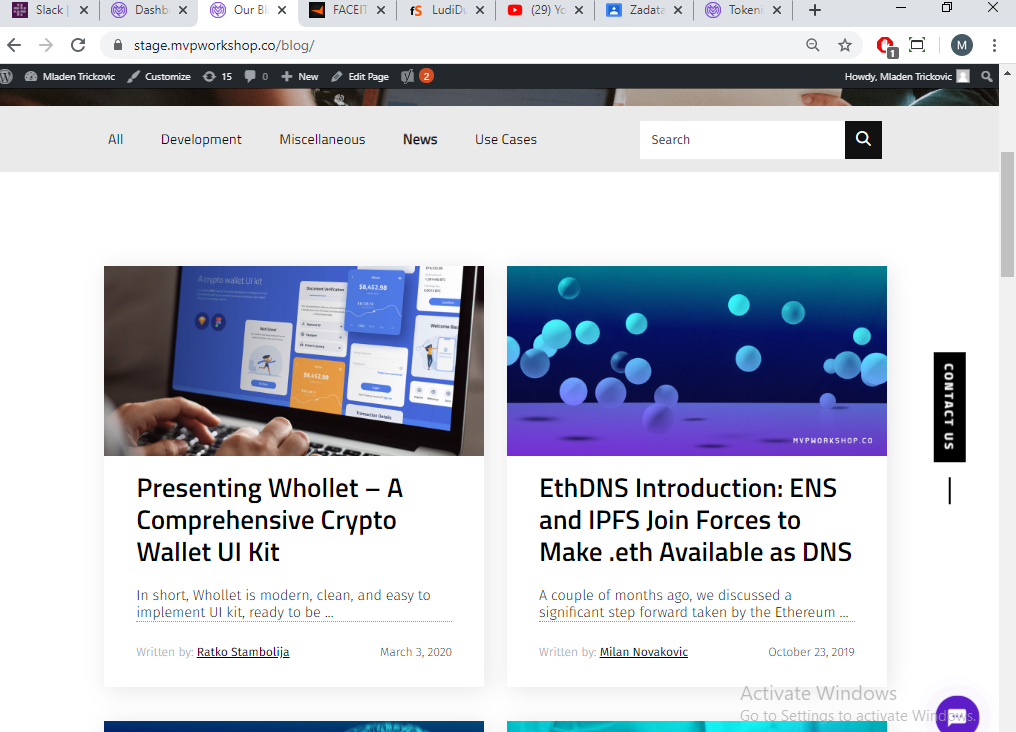 Slack |
Dashb
Our Bl
FACEIT
LudiDu
(29) Yo
Zadata
Tokeni
stage.mvpworkshop.co/blog/
1
M
Mladen Trickovic
Customize
15
0
New
Edit Page
2
Howdy, Mladen Trickovic
All
Development
Miscellaneous
News
Use Cases
Search
A crypto wallet UI kit
Document Verification
$8,452.98
$8,452.98
Transaction Details
MVPWORKSHOP.CO
CONTACT US
Presenting Whollet – A
Comprehensive Crypto
Wallet UI Kit
In short, Whollet is modern, clean, and easy to
implement UI kit, ready to be ...
Written by: Ratko Stambolija
March 3, 2020
EthDNS Introduction: ENS
and IPFS Join Forces to
Make .eth Available as DNS
A couple of months ago, we discussed a
significant step forward taken by the Ethereum ...
Written by: Milan Novakovic
October 23, 2019
Activate Windows
Go to Settings to activate Windows.